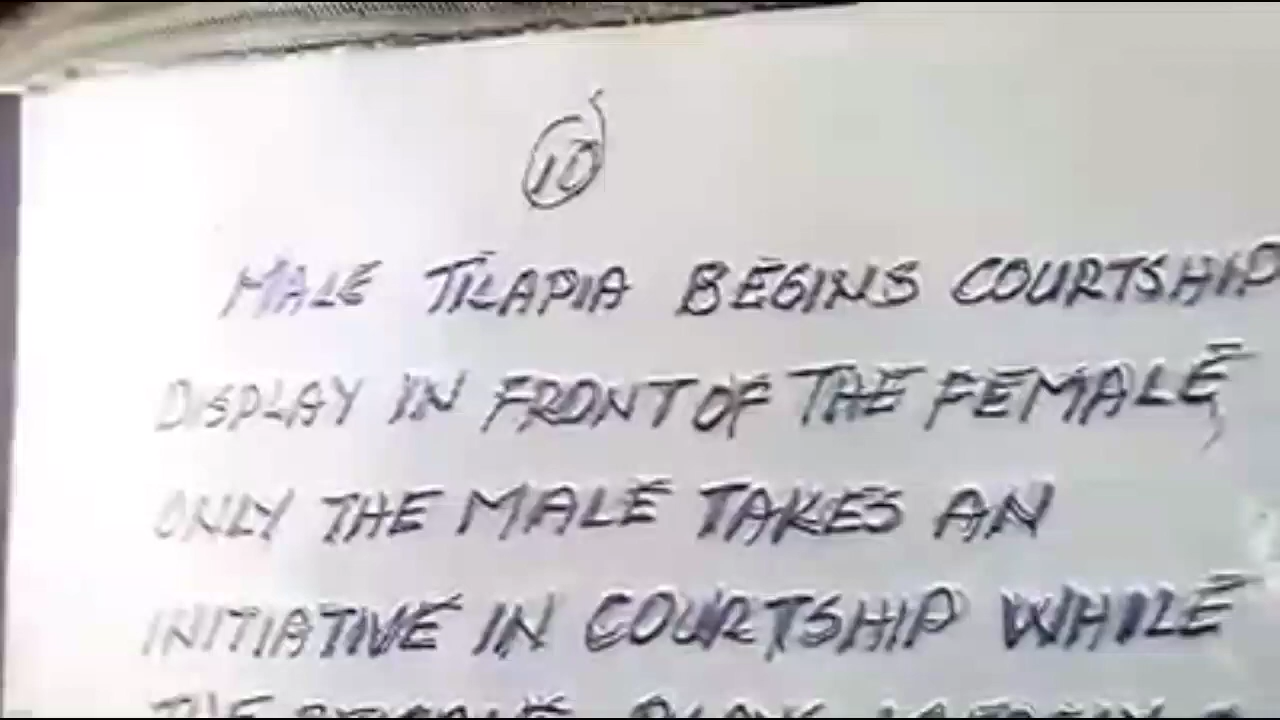 10
MALE TILAPIA BEGINS COURTSHIP
DISPLAY IN FRONT OF THE FEMALE,
ONLY THE MALE TAKES AN
INITIATIVE IN COURTSHIP WHILE
THE